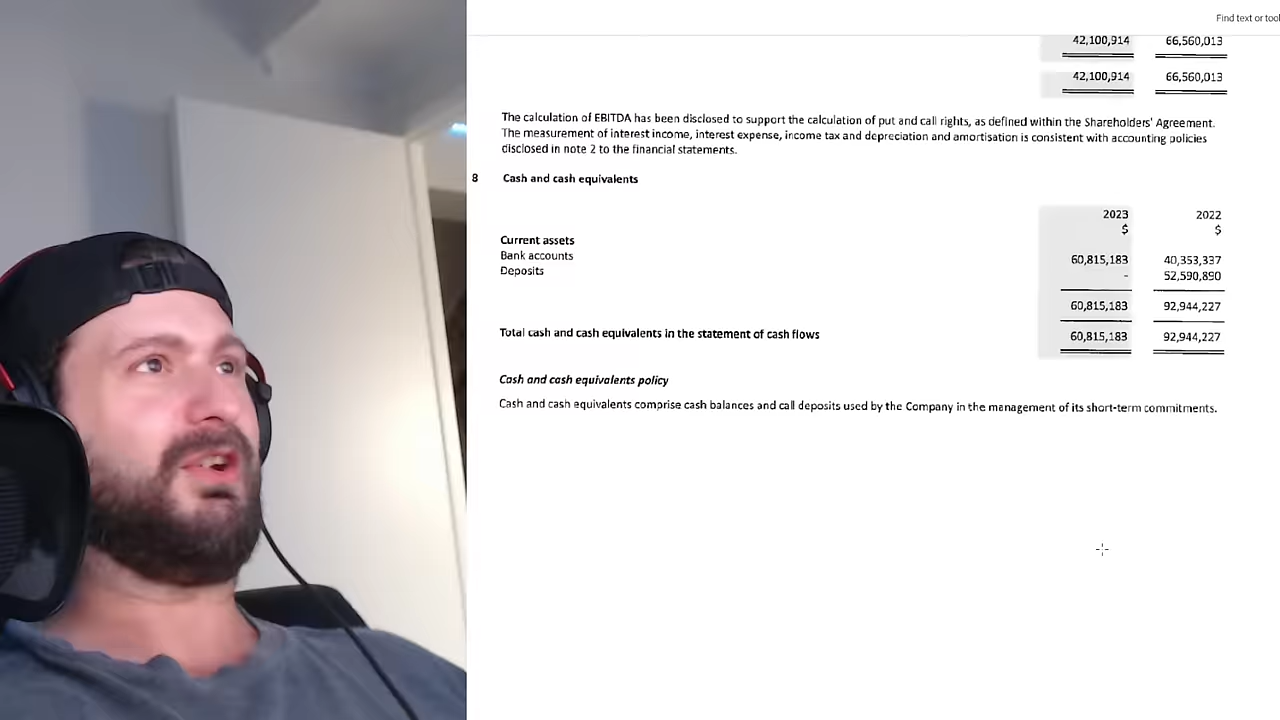 Find text or tool
42,100,914 66,560,013
42,100,914 66,560,013
The calculation of EBITDA has been disclosed to support the calculation of put and call rights, as defined within the Shareholders' Agreement.
The measurement of interest income, interest expense, income tax and depreciation and amortisation is consistent with accounting policies
disclosed in note 2 to the financial statements.
8 Cash and cash equivalents
2023 2022
$ $
Current assets
Bank accounts 60,815,183 40,353,337
Deposits - 52,590,890
60,815,183 92,944,227
Total cash and cash equivalents in the statement of cash flows 60,815,183 92,944,227
Cash and cash equivalents policy
Cash and cash equivalents comprise cash balances and call deposits used by the Company in the management of its short-term commitments.